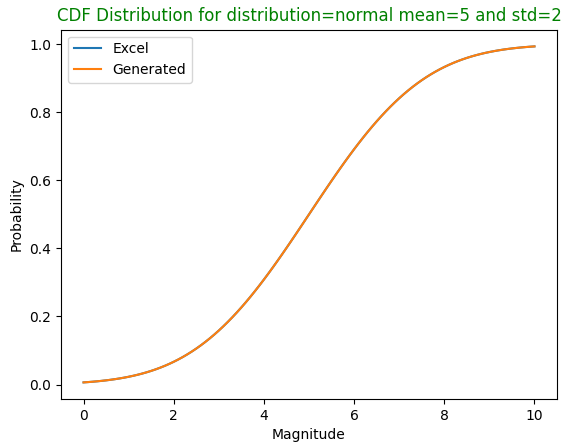 CDF Distribution for distribution=normal mean=5 and std=2
Excel
Generated
1.0
0.8
0.6
0.4
0.2
0.0
Probability
0 2 4 6 8 10
Magnitude